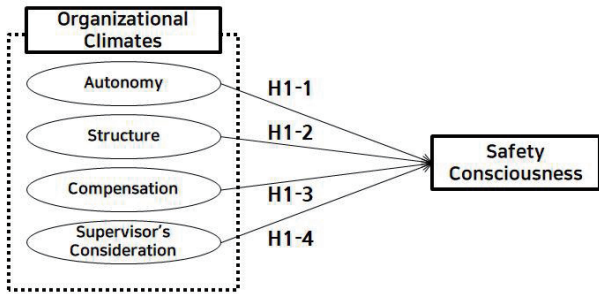 Organizational
Climates
Autonomy
H1-1
Structure
H1-2
Safety
Consciousness
Compensation
H1-3
Supervisor's
Consideration
H1-4